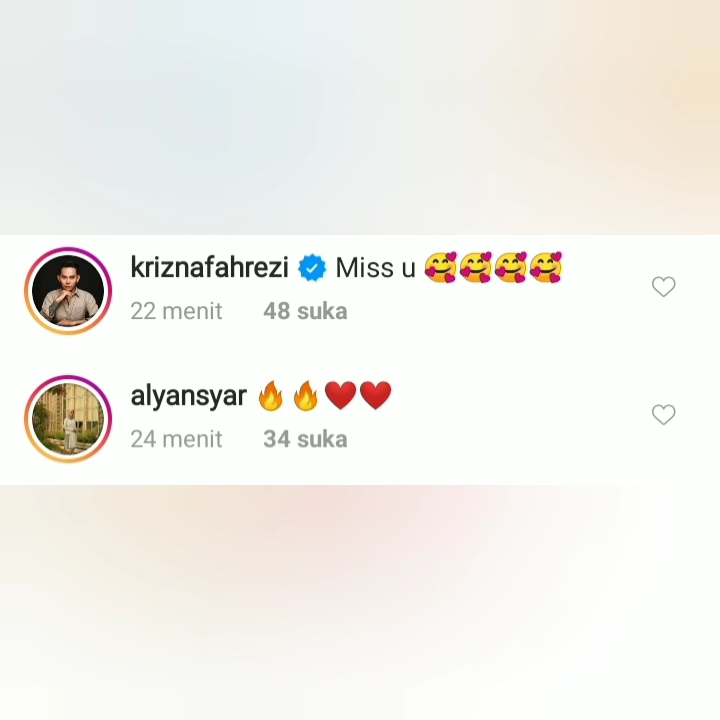 kriznafahrezi Miss u 🥰🥰🥰🥰
22 menit 48 suka
alyansyar 🔥🔥❤️❤️
24 menit 34 suka